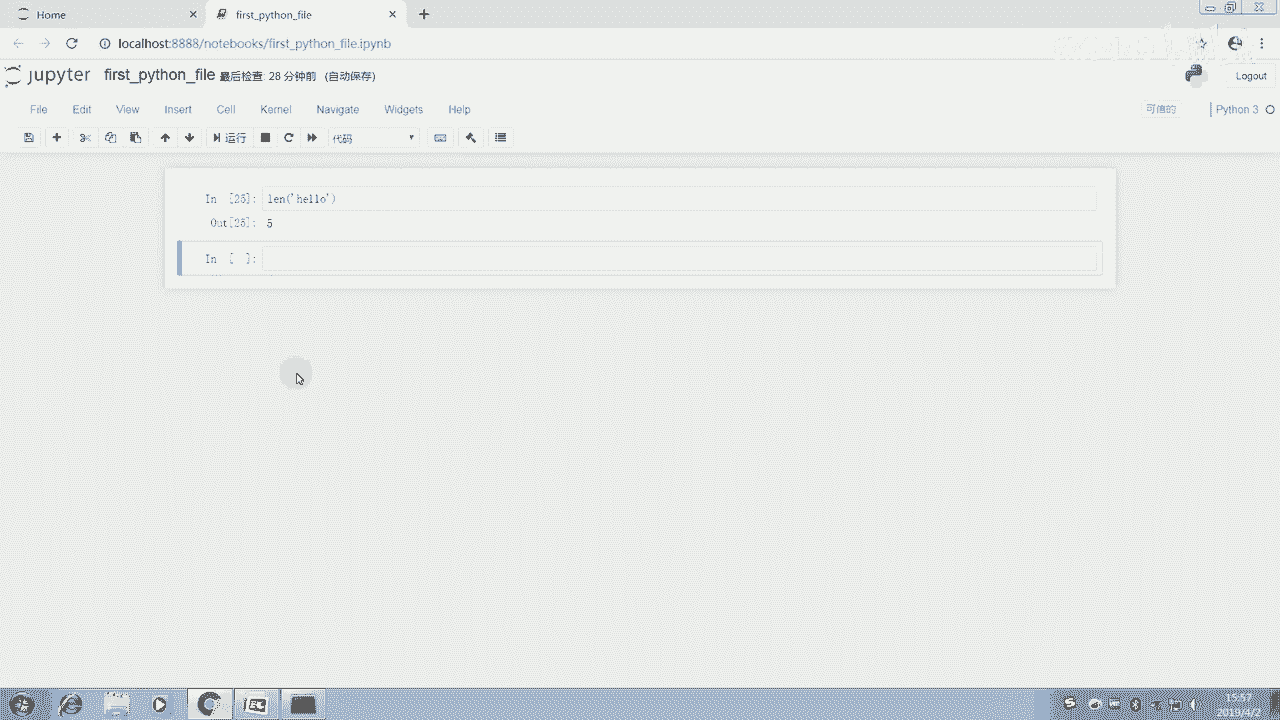 Home
first_python_file
localhost:8888/notebooks/first_python_file.ipynb
jupyter first_python_file 最后检查: 28 分钟前 (自动保存)
Logout
File Edit View Insert Cell Kernel Navigate Widgets Help
可信的 Python 3
运行 代码
In [25]: len('hello')
Out[25]: 5
In [ ]:
15:57
2019/4/2